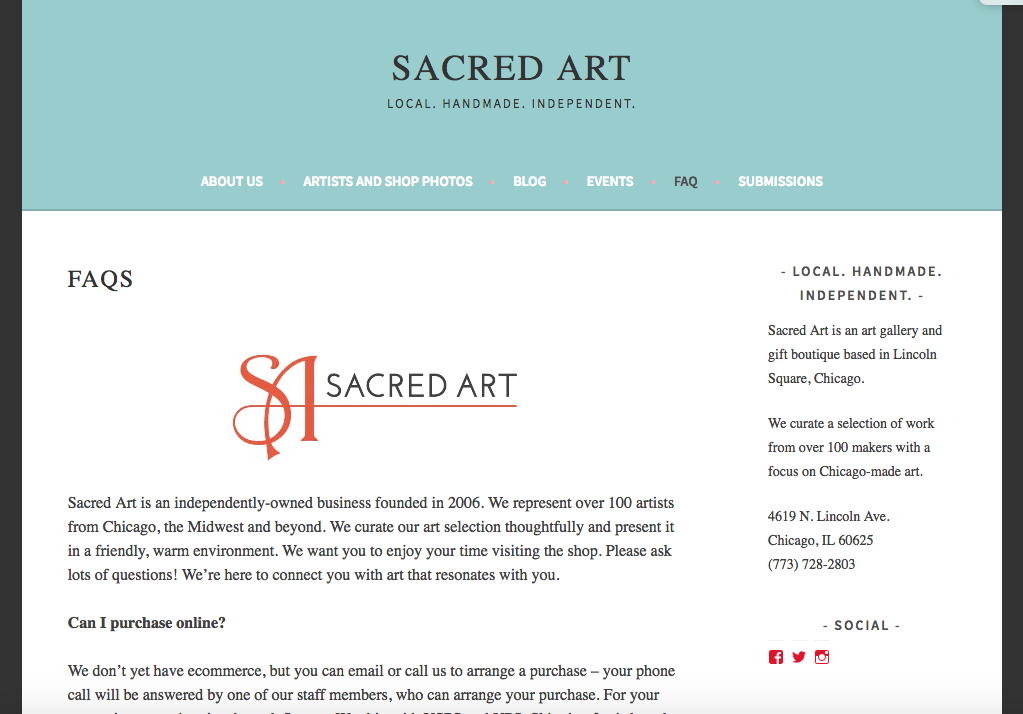 SACRED ART
LOCAL. HANDMADE. INDEPENDENT.
ABOUT US
ARTISTS AND SHOP PHOTOS
BLOG
EVENTS
FAQ
SUBMISSIONS
FAQS
SA SACRED ART
Sacred Art is an independently-owned business founded in 2006. We represent over 100 artists
from Chicago, the Midwest and beyond. We curate our art selection thoughtfully and present it
in a friendly, warm environment. We want you to enjoy your time visiting the shop. Please ask
lots of questions! We’re here to connect you with art that resonates with you.
Can I purchase online?
We don’t yet have ecommerce, but you can email or call us to arrange a purchase – your phone
call will be answered by one of our staff members, who can arrange your purchase. For your
- LOCAL. HANDMADE.
INDEPENDENT. -
Sacred Art is an art gallery and
gift boutique based in Lincoln
Square, Chicago.
We curate a selection of work
from over 100 makers with a
focus on Chicago-made art.
4619 N. Lincoln Ave.
Chicago, IL 60625
(773) 728-2803
- SOCIAL -